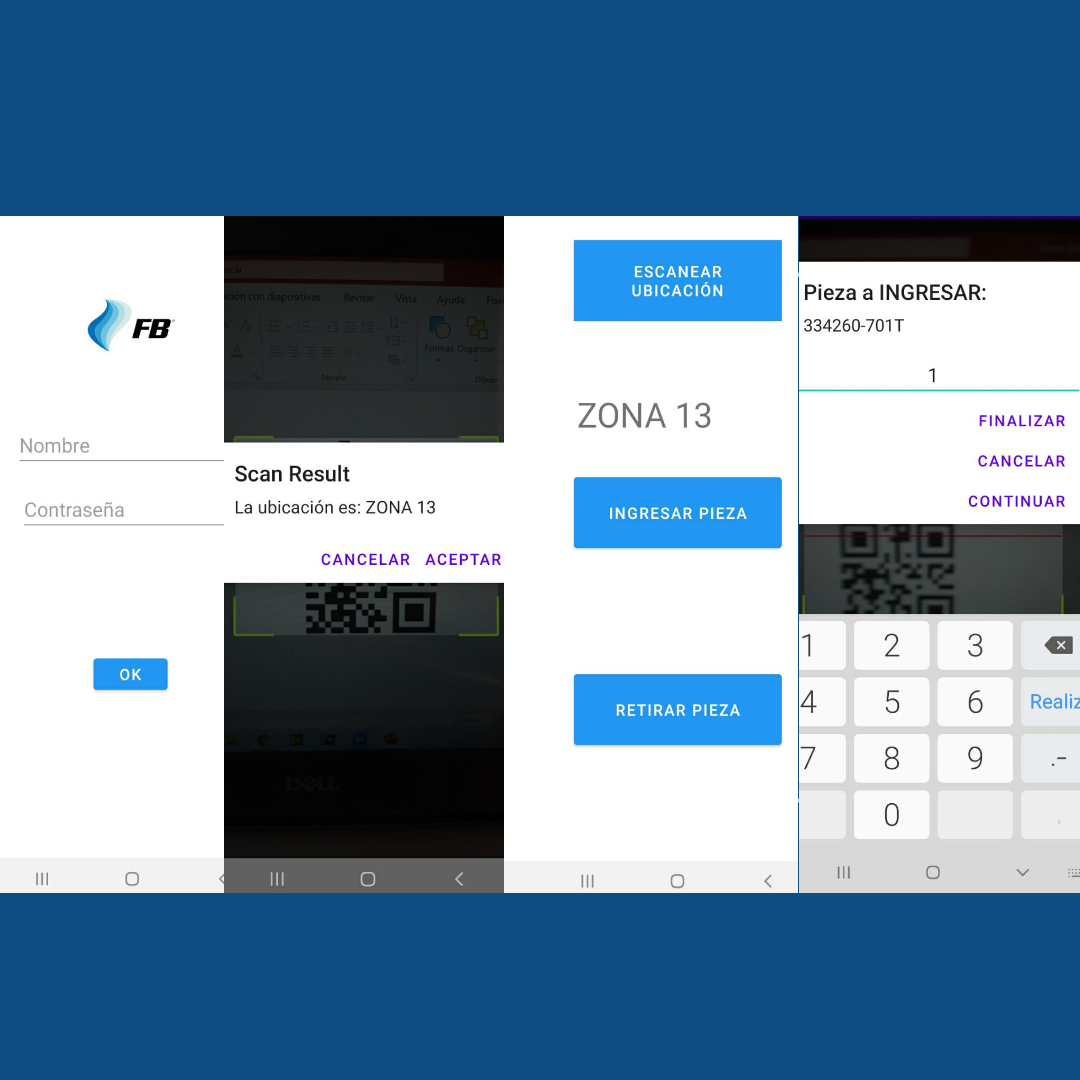 FB
Nombre
Contraseña
OK
ción con diapositivas Revisar Vista Ayuda
Formas Organizar
Párrafo
Scan Result
La ubicación es: ZONA 13
CANCELAR ACEPTAR
DELL
ESCANEAR
UBICACIÓN
ZONA 13
INGRESAR PIEZA
RETIRAR PIEZA
Pieza a INGRESAR:
334260-701T
1
FINALIZAR
CANCELAR
CONTINUAR
1 2 3
4 5 6 Realiz
7 8 9 .-
0 ,